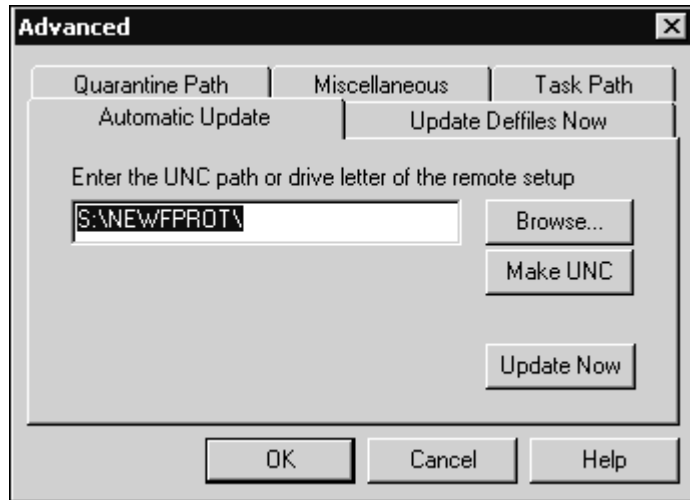 Advanced
Quarantine Path Miscellaneous Task Path
Automatic Update Update Deffiles Now
Enter the UNC path or drive letter of the remote setup
S:\NEWFPROT\ Browse...
Make UNC
Update Now
OK Cancel Help